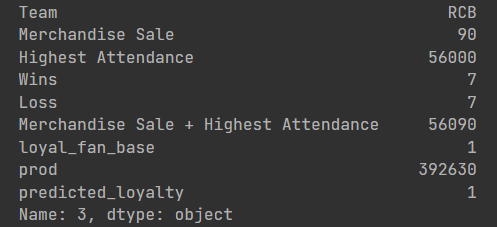 Team RCB
Merchandise Sale 90
Highest Attendance 56000
Wins 7
Loss 7
Merchandise Sale + Highest Attendance 56090
loyal_fan_base 1
prod 392630
predicted_loyalty 1
Name: 3, dtype: object